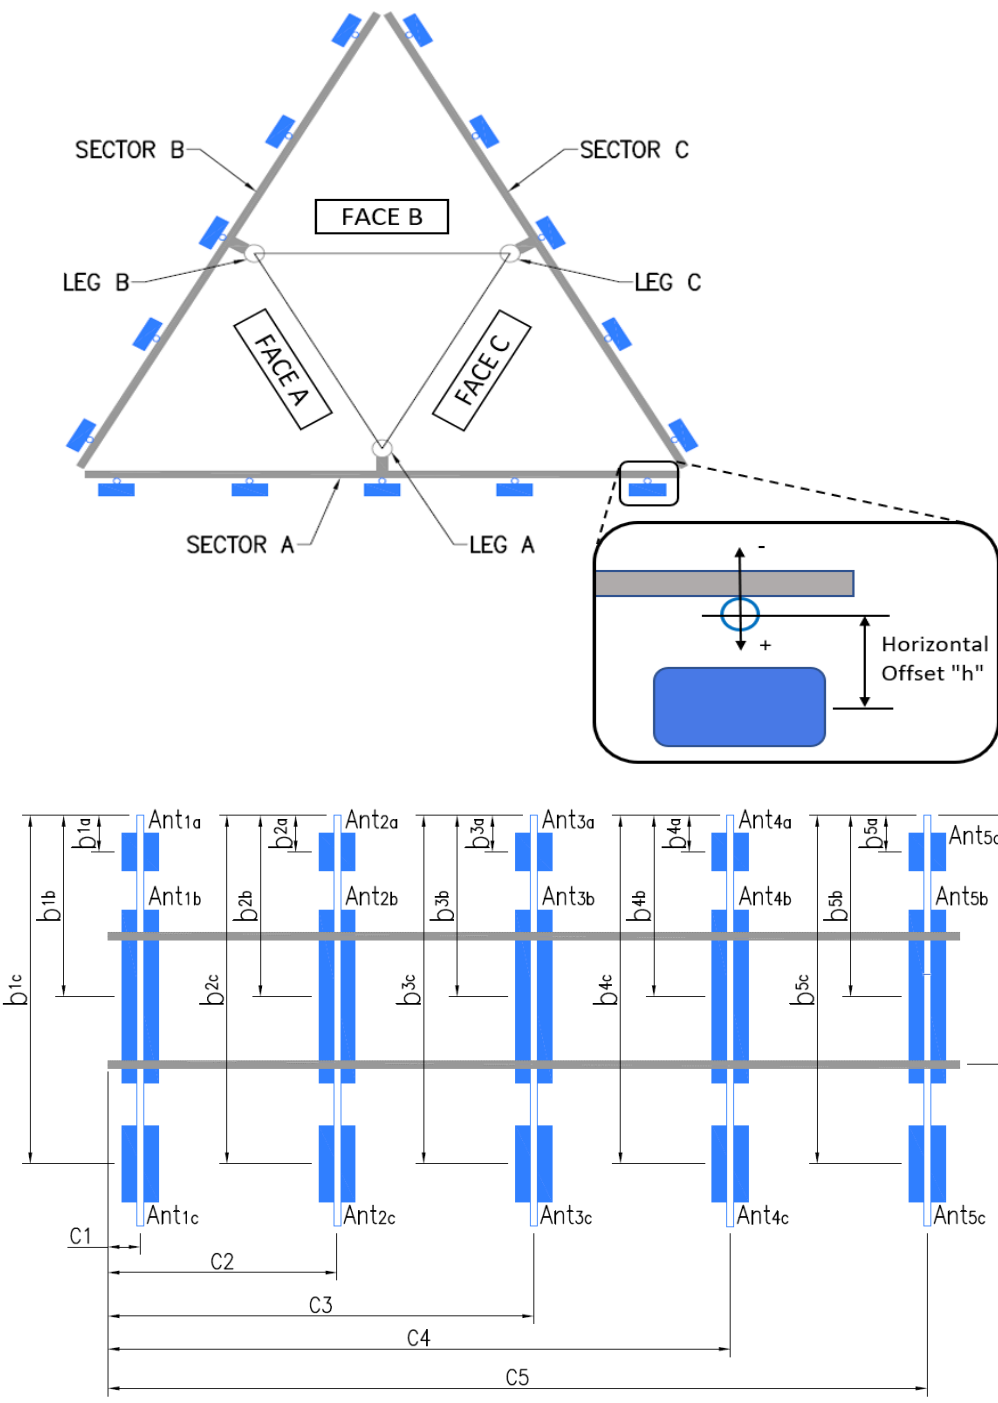 SECTOR B
SECTOR C
FACE B
LEG B
LEG C
FACE A
FACE C
SECTOR A
LEG A
-
+
Horizontal
Offset "h"
Ant1a
Ant2a
Ant3a
Ant4a
Ant5a
b1a
b2a
b3a
b4a
b5a
Ant1b
Ant2b
Ant3b
Ant4b
Ant5b
b1b
b2b
b3b
b4b
b5b
b1c
b2c
b3c
b4c
b5c
Ant1c
Ant2c
Ant3c
Ant4c
Ant5c
C1
C2
C3
C4
C5